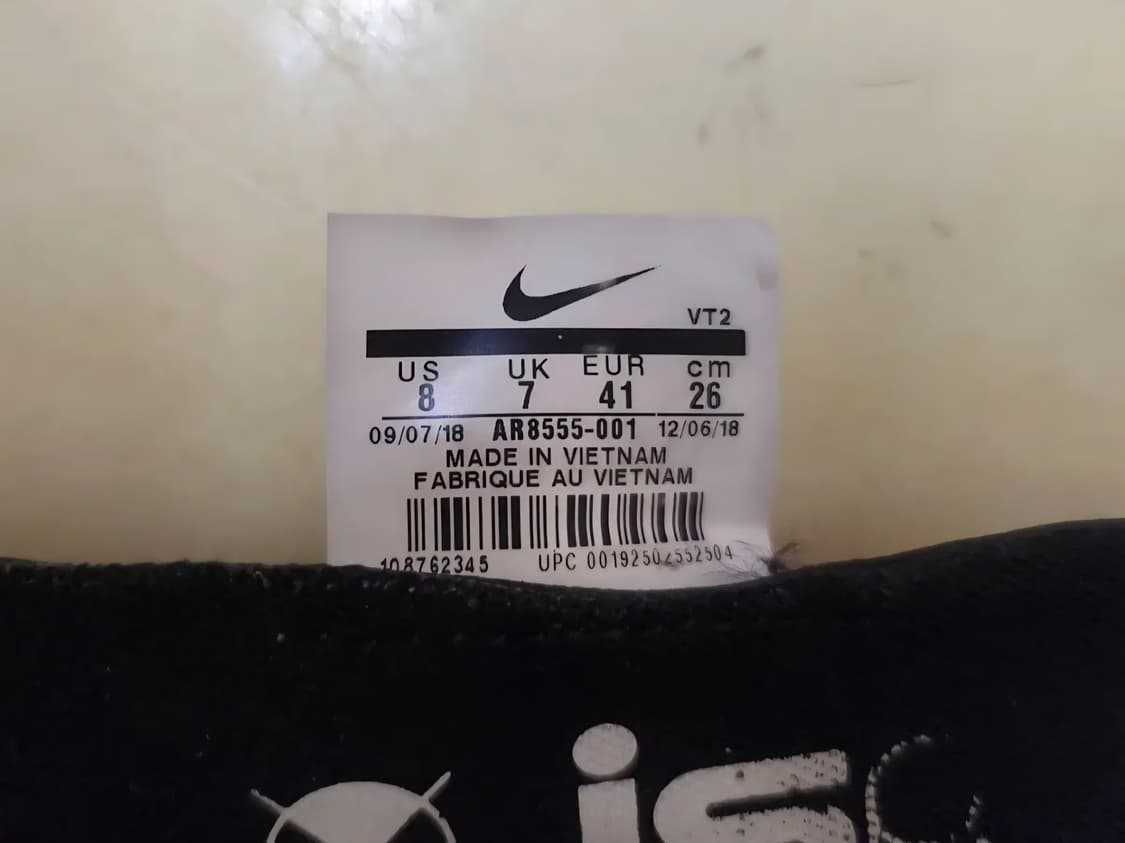 VT2
US UK EUR cm
8 7 41 26
09/07/18 AR8555-001 12/06/18
MADE IN VIETNAM
FABRIQUE AU VIETNAM
108762345 UPC 00192502552504